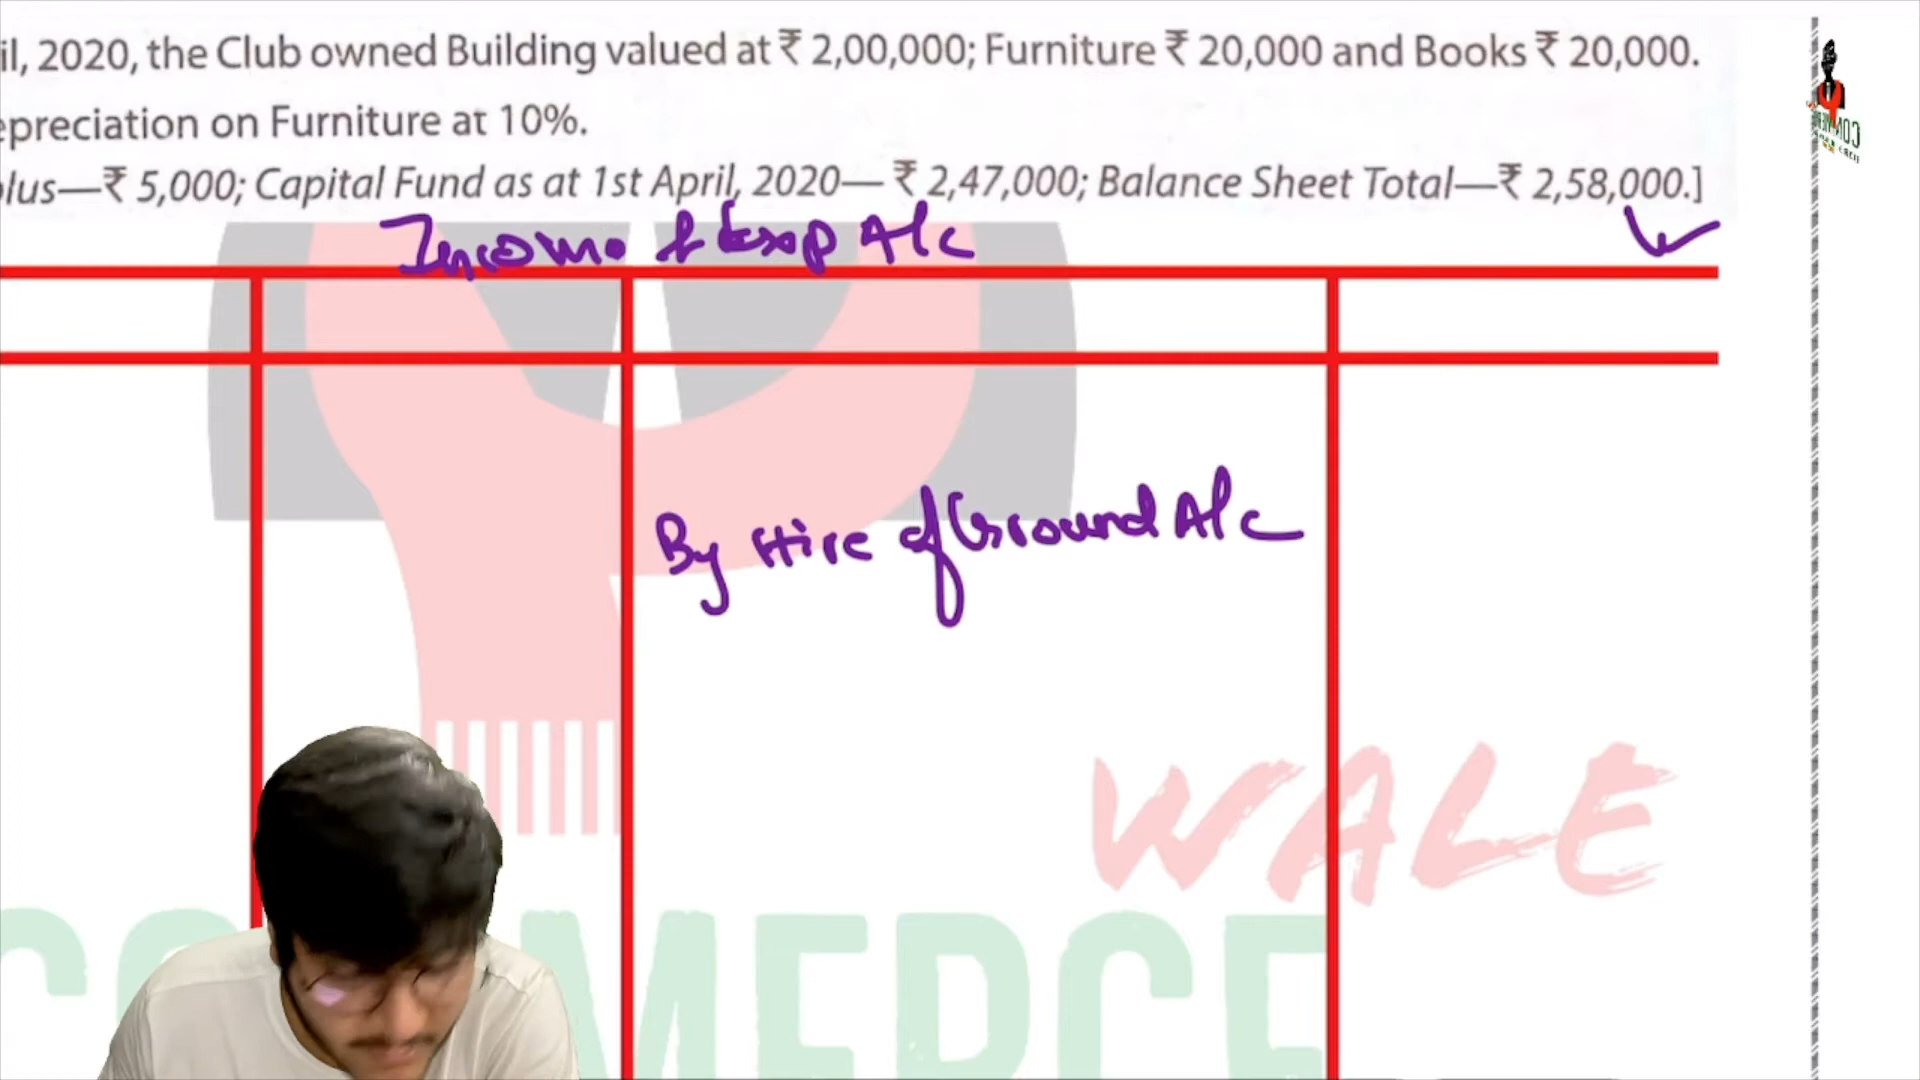 il, 2020, the Club owned Building valued at ₹ 2,00,000; Furniture ₹ 20,000 and Books ₹ 20,000.
epreciation on Furniture at 10%.
lus—₹ 5,000; Capital Fund as at 1st April, 2020—₹ 2,47,000; Balance Sheet Total—₹ 2,58,000.]
Income & Exp A/c
By Hire of Ground A/c
WALE
COMMERCE